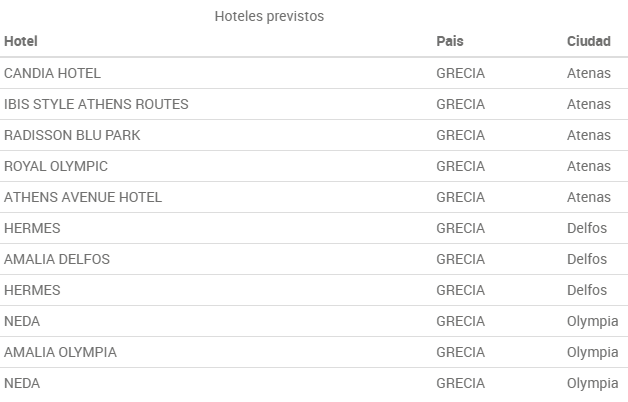 Hoteles previstos
Hotel Pais Ciudad
CANDIA HOTEL GRECIA Atenas
IBIS STYLE ATHENS ROUTES GRECIA Atenas
RADISSON BLU PARK GRECIA Atenas
ROYAL OLYMPIC GRECIA Atenas
ATHENS AVENUE HOTEL GRECIA Atenas
HERMES GRECIA Delfos
AMALIA DELFOS GRECIA Delfos
HERMES GRECIA Delfos
NEDA GRECIA Olympia
AMALIA OLYMPIA GRECIA Olympia
NEDA GRECIA Olympia